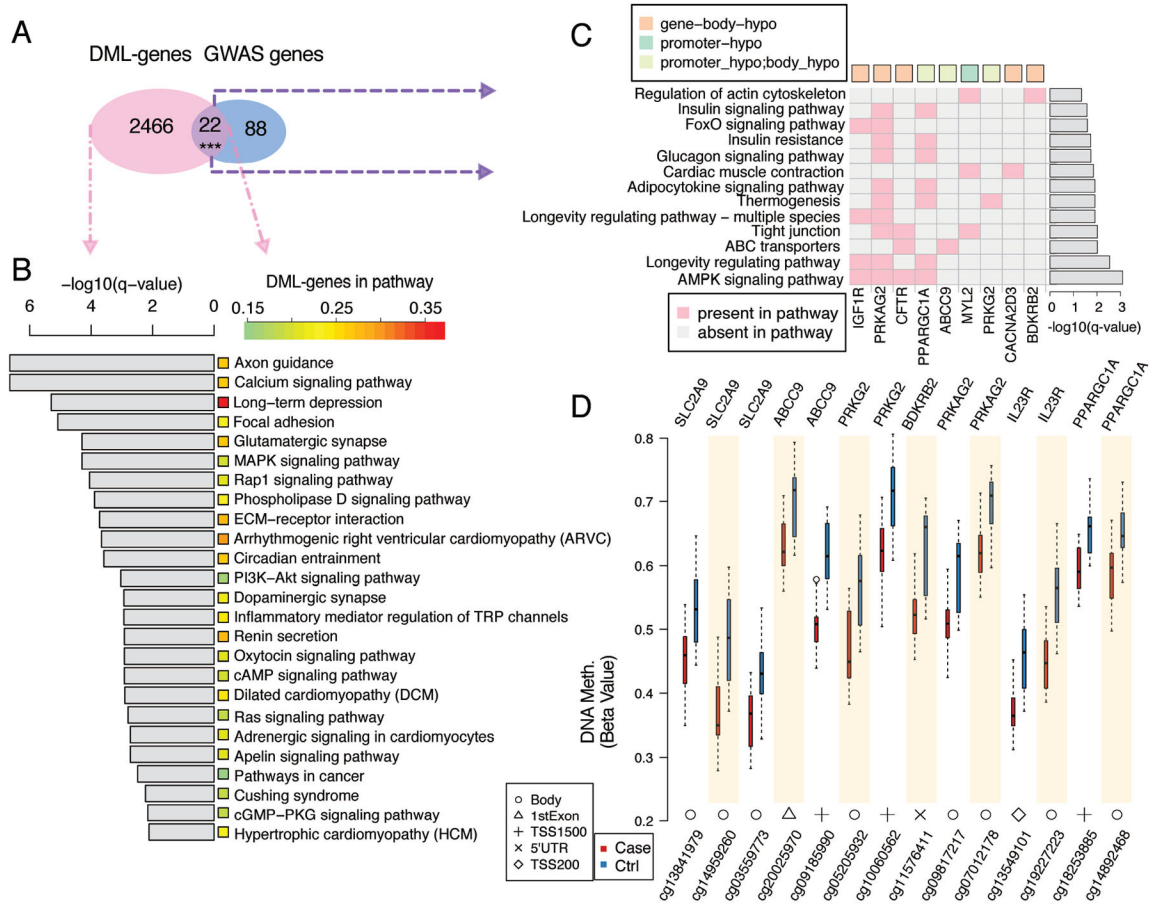 A
DML-genes GWAS genes
2466
22
88
***
B
−log10(q−value)
6 4 2 0
DML-genes in pathway
0.15 0.25 0.35
Axon guidance
Calcium signaling pathway
Long−term depression
Focal adhesion
Glutamatergic synapse
MAPK signaling pathway
Rap1 signaling pathway
Phospholipase D signaling pathway
ECM−receptor interaction
Arrhythmogenic right ventricular cardiomyopathy (ARVC)
Circadian entrainment
PI3K−Akt signaling pathway
Dopaminergic synapse
Inflammatory mediator regulation of TRP channels
Renin secretion
Oxytocin signaling pathway
cAMP signaling pathway
Dilated cardiomyopathy (DCM)
Ras signaling pathway
Adrenergic signaling in cardiomyocytes
Apelin signaling pathway
Pathways in cancer
Cushing syndrome
cGMP−PKG signaling pathway
Hypertrophic cardiomyopathy (HCM)
C
gene-body-hypo
promoter-hypo
promoter_hypo;body_hypo
Regulation of actin cytoskeleton
Insulin signaling pathway
FoxO signaling pathway
Insulin resistance
Glucagon signaling pathway
Cardiac muscle contraction
Adipocytokine signaling pathway
Thermogenesis
Longevity regulating pathway − multiple species
Tight junction
ABC transporters
Longevity regulating pathway
AMPK signaling pathway
present in pathway
absent in pathway
IGF1R
PRKAG2
CFTR
PPARGC1A
ABCC9
MYL2
PRKG2
CACNA2D3
BDKRB2
0 1 2 3
-log10(q−value)
D
SLC2A9
SLC2A9
SLC2A9
ABCC9
ABCC9
PRKG2
PRKG2
BDKRB2
PRKAG2
PRKAG2
IL23R
IL23R
PPARGC1A
PPARGC1A
DNA Meth.
(Beta Value)
0.8
0.7
0.6
0.5
0.4
0.3
0.2
Body
1stExon
TSS1500
5'UTR
TSS200
Case
Ctrl
cg13841979
cg14959260
cg03559773
cg20025970
cg09185990
cg05205932
cg10060562
cg11576411
cg09817217
cg07012178
cg13549101
cg19227223
cg18253885
cg14892468